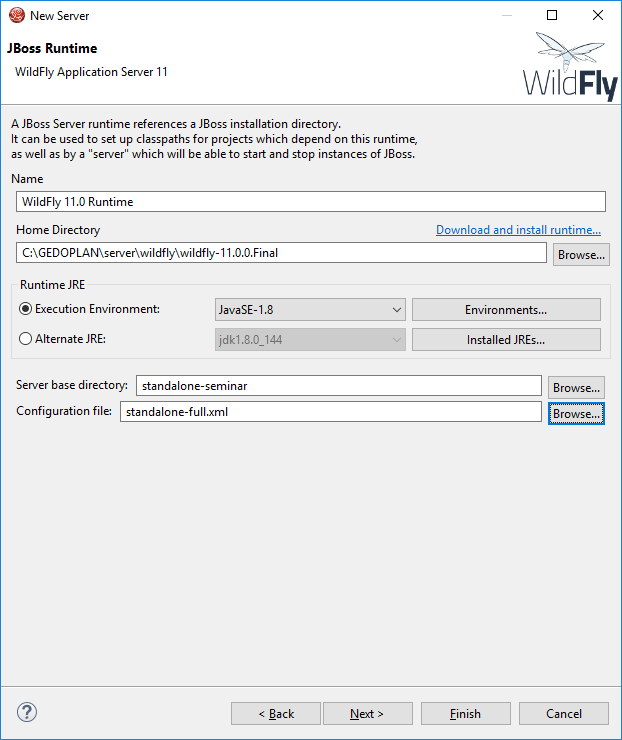 New Server
JBoss Runtime
WildFly Application Server 11
WildFly
A JBoss Server runtime references a JBoss installation directory.
It can be used to set up classpaths for projects which depend on this runtime,
as well as by a "server" which will be able to start and stop instances of JBoss.
Name
WildFly 11.0 Runtime
Home Directory
Download and install runtime...
C:\GEDOPLAN\server\wildfly\wildfly-11.0.0.Final
Browse...
Runtime JRE
Execution Environment:
JavaSE-1.8
Environments...
Alternate JRE:
jdk1.8.0_144
Installed JREs...
Server base directory:
standalone-seminar
Browse...
Configuration file:
standalone-full.xml
Browse...
?
< Back
Next >
Finish
Cancel